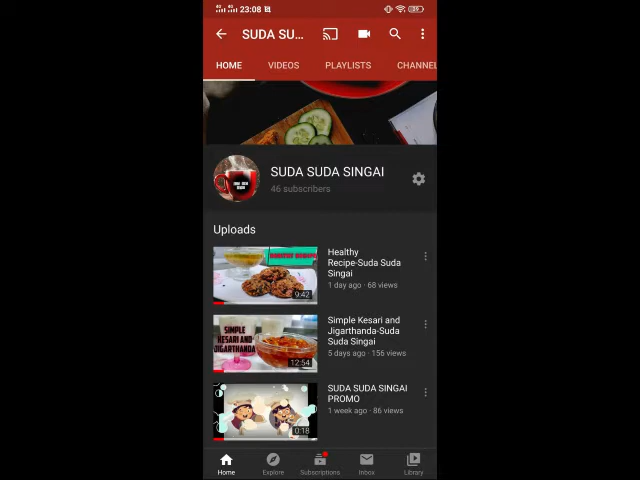 23:08
59
SUDA SU...
HOME VIDEOS PLAYLISTS CHANNEL
SUDA SUDA SINGAI
46 subscribers
Uploads
Healthy
Recipe-Suda Suda
Singai
1 day ago · 68 views
9:42
SIMPLE
KESARI AND
JIGARTHANDA
Simple Kesari and
Jigarthanda-Suda
Suda Singai
5 days ago · 156 views
12:54
SUDA SUDA SINGAI
PROMO
1 week ago · 86 views
0:18
Home Explore Subscriptions Inbox Library